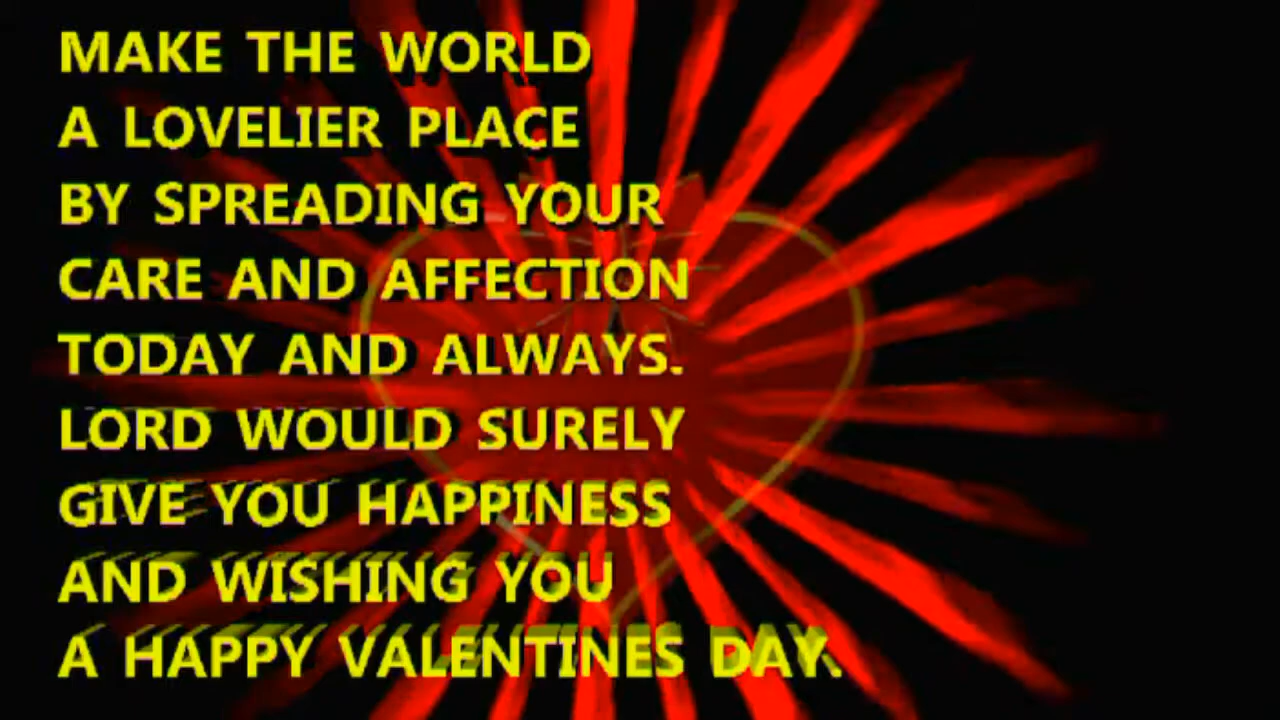 MAKE THE WORLD
A LOVELIER PLACE
BY SPREADING YOUR
CARE AND AFFECTION
TODAY AND ALWAYS.
LORD WOULD SURELY
GIVE YOU HAPPINESS
AND WISHING YOU
A HAPPY VALENTINES DAY.